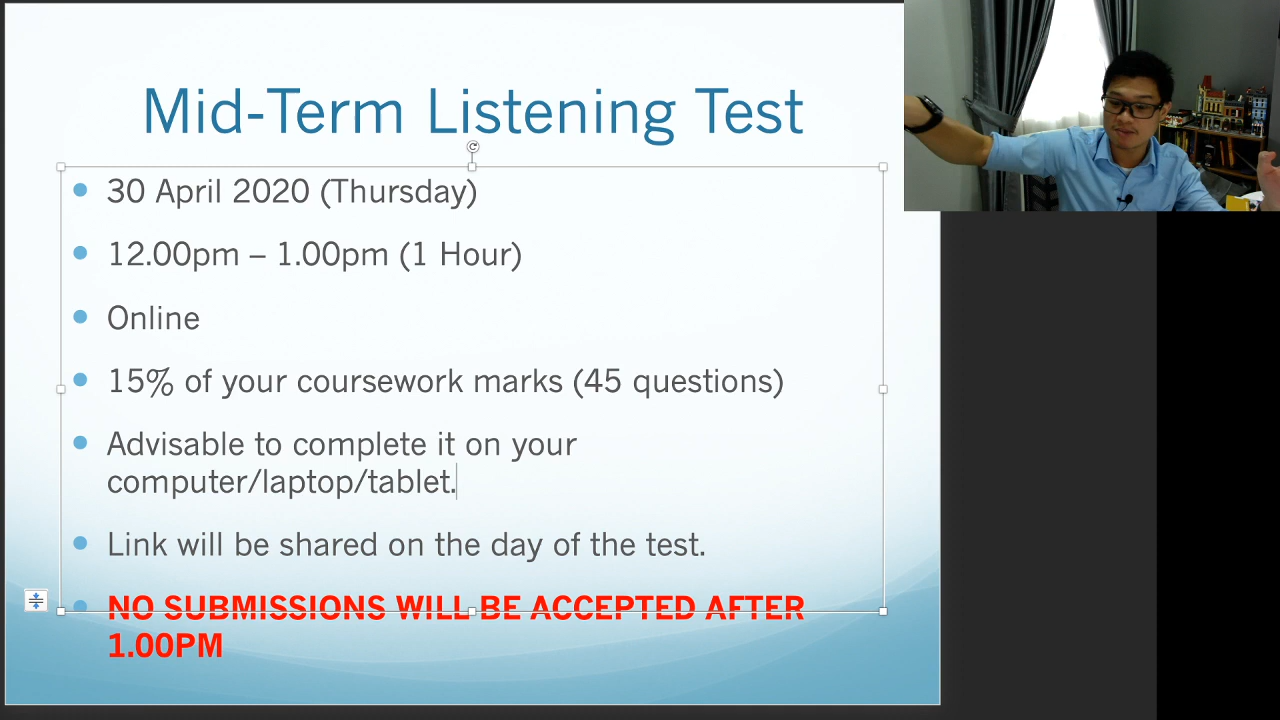 Mid-Term Listening Test
30 April 2020 (Thursday)
12.00pm – 1.00pm (1 Hour)
Online
15% of your coursework marks (45 questions)
Advisable to complete it on your
computer/laptop/tablet.
Link will be shared on the day of the test.
NO SUBMISSIONS WILL BE ACCEPTED AFTER
1.00PM